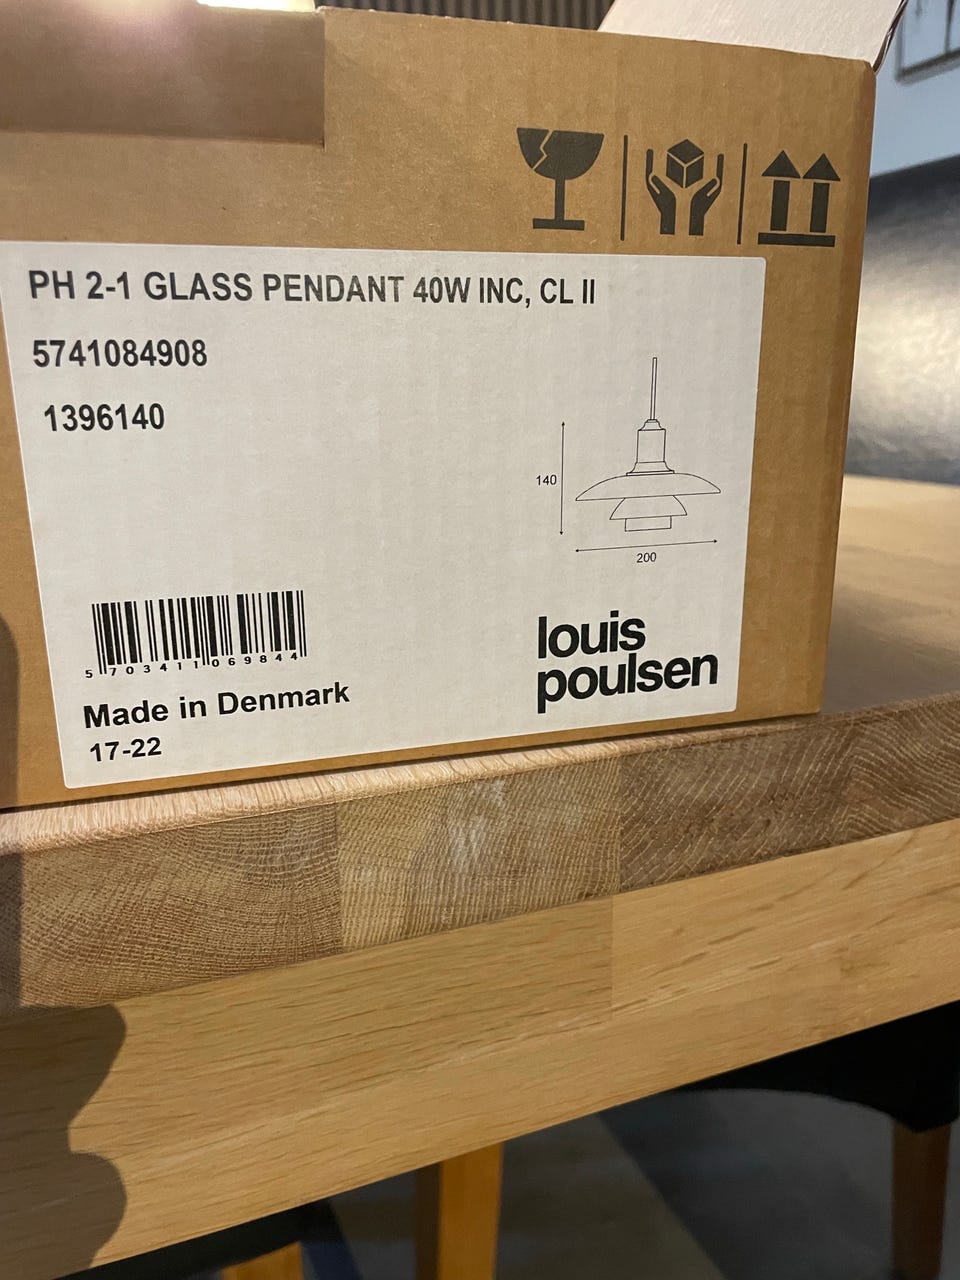 PH 2-1 GLASS PENDANT 40W INC, CL II
5741084908
1396140
140
200
5 703411 069844
Made in Denmark
17-22
louis
poulsen